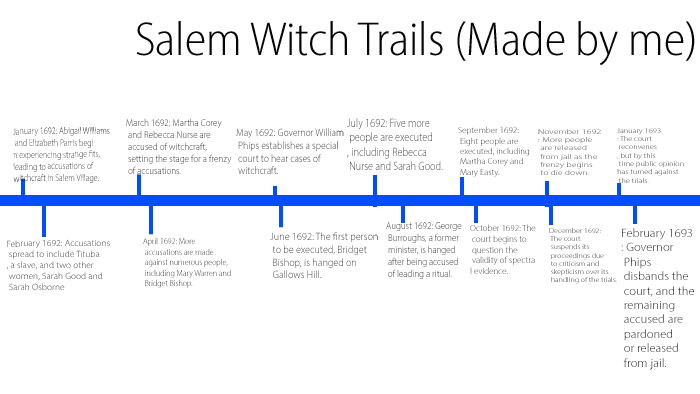 Salem Witch Trails (Made by me)
January 1692: Abigail Williams
and Elizabeth Parris begi
n experiencing strange fits,
leading to accusations of
witchcraft in Salem Village.
March 1692: Martha Corey
and Rebecca Nurse are
accused of witchcraft,
setting the stage for a frenzy
of accusations.
May 1692: Governor William
Phips establishes a special
court to hear cases of
witchcraft.
July 1692: Five more
people are executed
, including Rebecca
Nurse and Sarah Good.
September 1692:
Eight people are
executed, including
Martha Corey and
Mary Easty.
November 1692
: More people
are released
from jail as the
frenzy begins
to die down.
January 1693
: The court
reconvenes
, but by this
time public opinion
has turned against
the trials.
February 1692: Accusations
spread to include Tituba
, a slave, and two other
women, Sarah Good and
Sarah Osborne
April 1692: More
accusations are made
against numerous people,
including Mary Warren and
Bridget Bishop.
June 1692: The first person
to be executed, Bridget
Bishop, is hanged on
Gallows Hill.
August 1692: George
Burroughs, a former
minister, is hanged
after being accused
of leading a ritual.
October 1692: The
court begins to
question the
validity of spectra
l evidence.
December 1692:
The court
suspends its
proceedings due
to criticism and
skepticism over its
handling of the trials.
February 1693
: Governor
Phips
disbands the
court, and the
remaining
accused are
pardoned
or released
from jail.